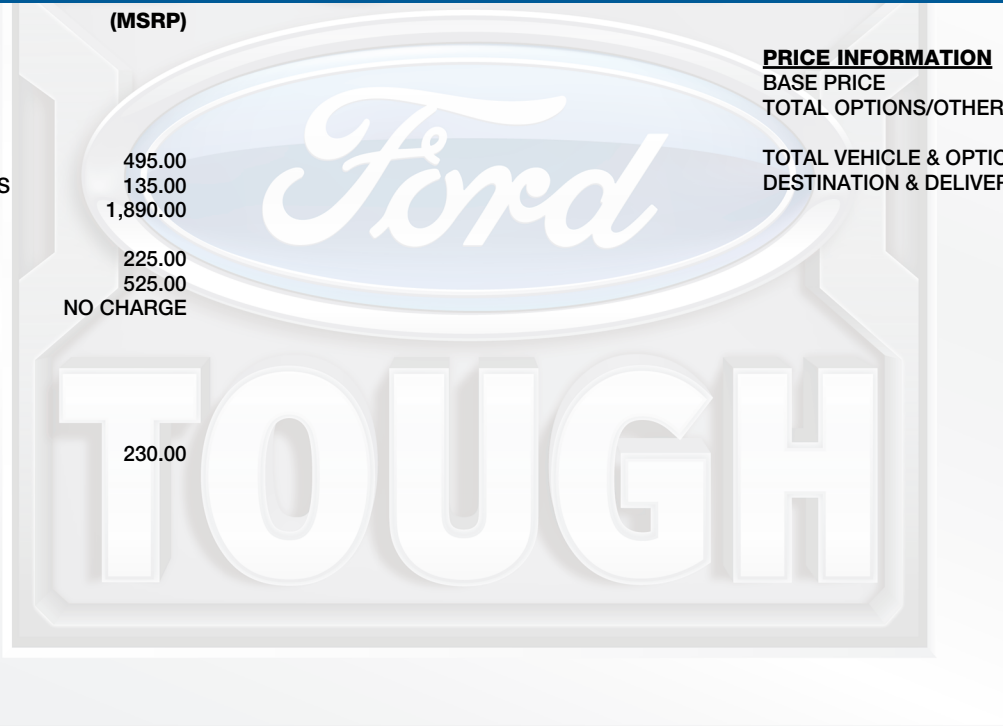 (MSRP)
PRICE INFORMATION
BASE PRICE
TOTAL OPTIONS/OTHER
495.00
TOTAL VEHICLE & OPTIO
S
135.00
DESTINATION & DELIVER
1,890.00
225.00
525.00
NO CHARGE
230.00
Ford
TOUGH